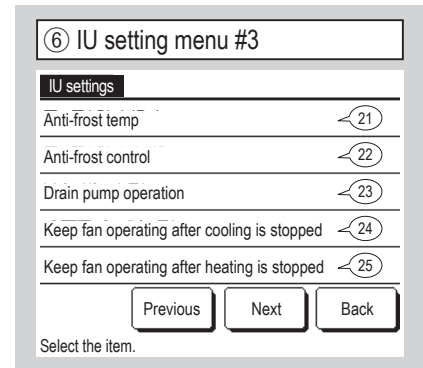 ⑥ IU setting menu #3
IU settings
Anti-frost temp 21
Anti-frost control 22
Drain pump operation 23
Keep fan operating after cooling is stopped 24
Keep fan operating after heating is stopped 25
Previous Next Back
Select the item.